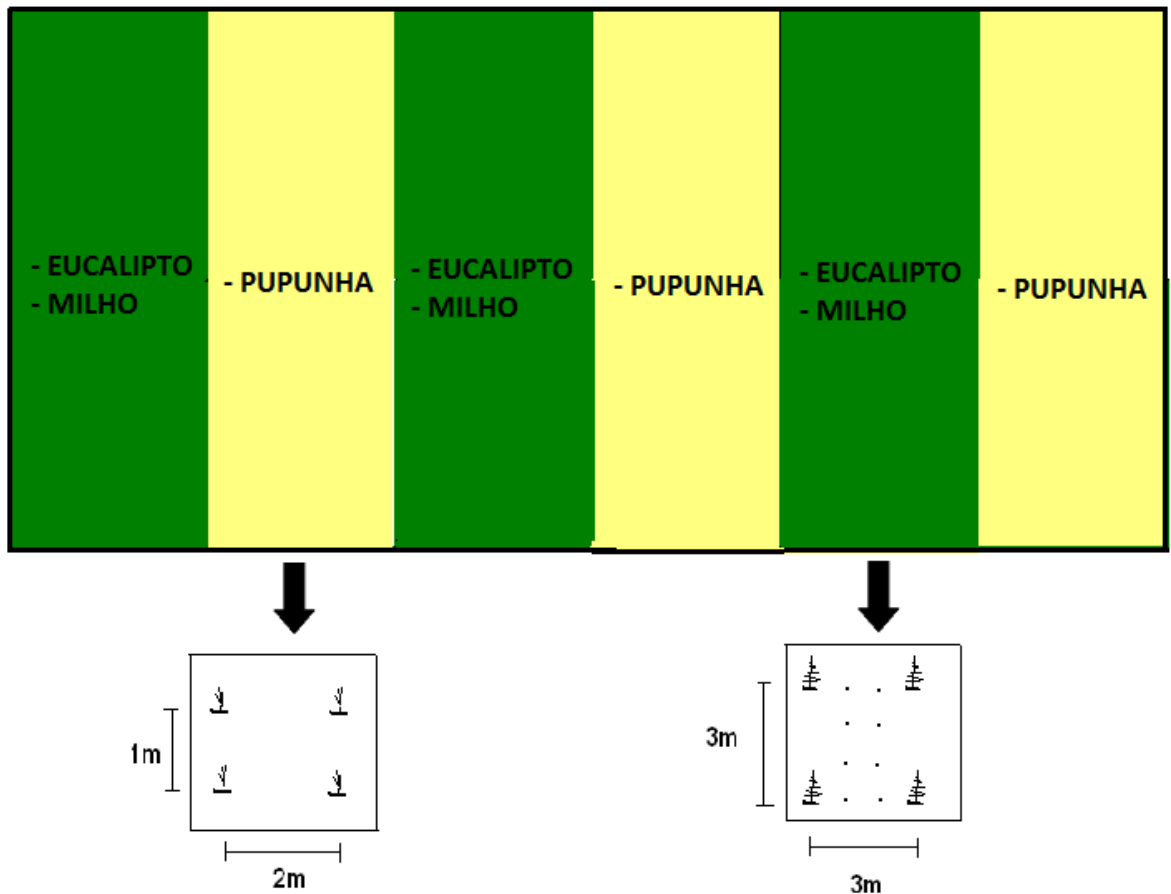 - EUCALIPTO
- MILHO
- PUPUNHA
- EUCALIPTO
- MILHO
- PUPUNHA
- EUCALIPTO
- MILHO
- PUPUNHA
1m
2m
3m
3m